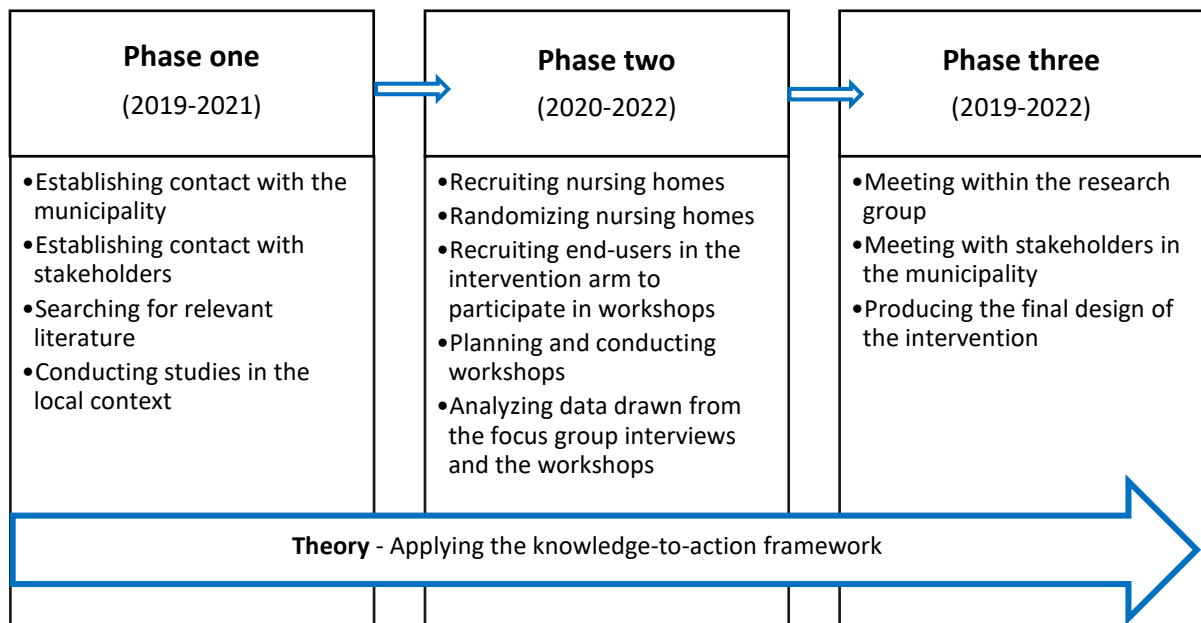 Phase one
(2019-2021)
•Establishing contact with the
municipality
•Establishing contact with
stakeholders
•Searching for relevant
literature
•Conducting studies in the
local context
Phase two
(2020-2022)
•Recruiting nursing homes
•Randomizing nursing homes
•Recruiting end-users in the
intervention arm to
participate in workshops
•Planning and conducting
workshops
•Analyzing data drawn from
the focus group interviews
and the workshops
Phase three
(2019-2022)
•Meeting within the research
group
•Meeting with stakeholders in
the municipality
•Producing the final design of
the intervention
Theory - Applying the knowledge-to-action framework